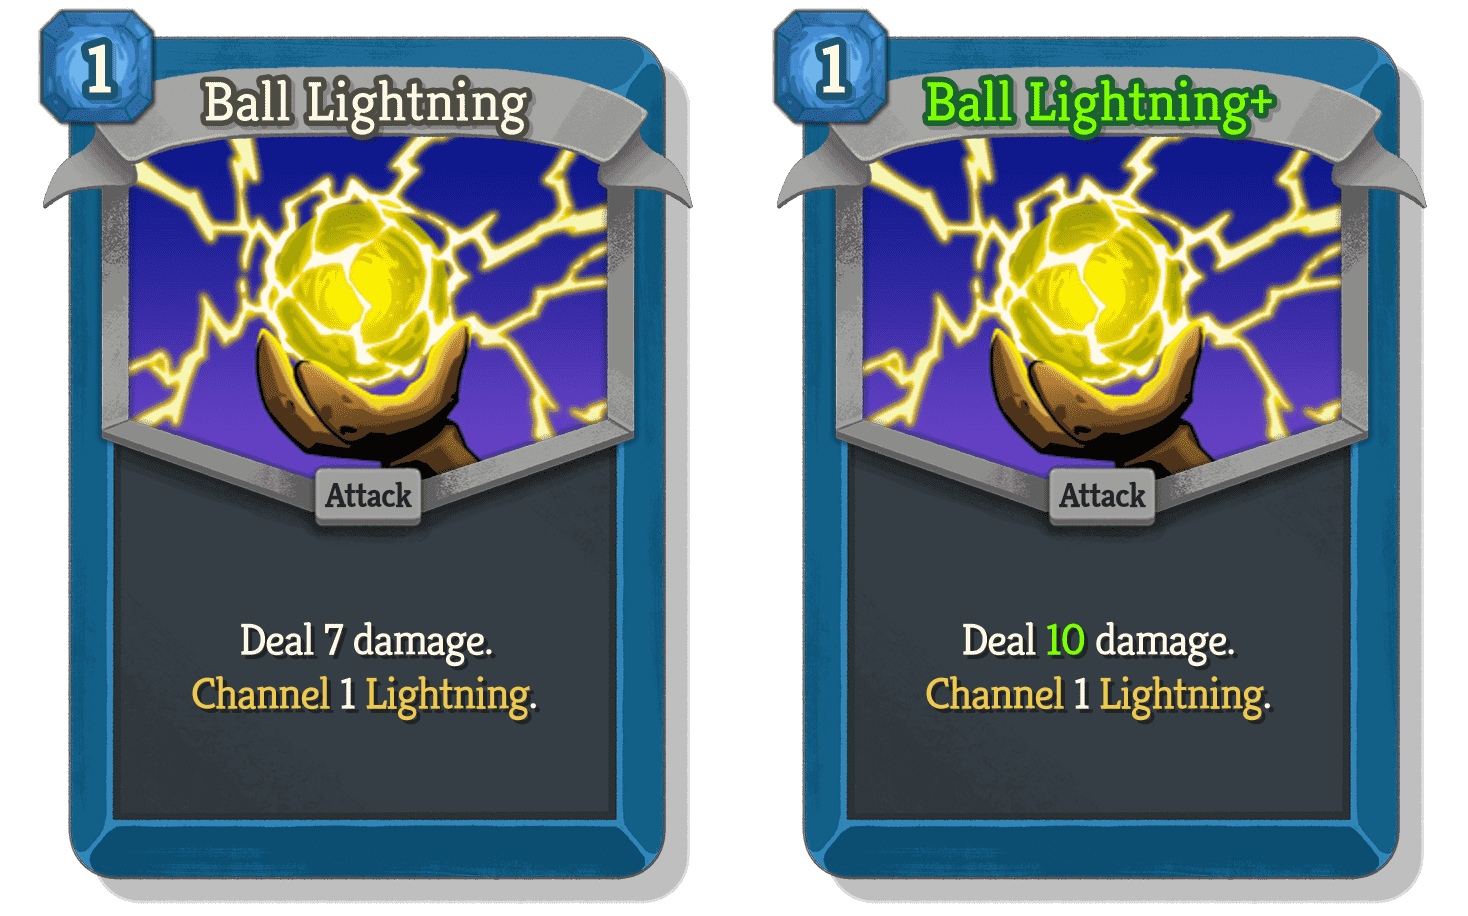 1
Ball Lightning
Attack
Deal 7 damage.
Channel 1 Lightning.
1
Ball Lightning+
Attack
Deal 10 damage.
Channel 1 Lightning.